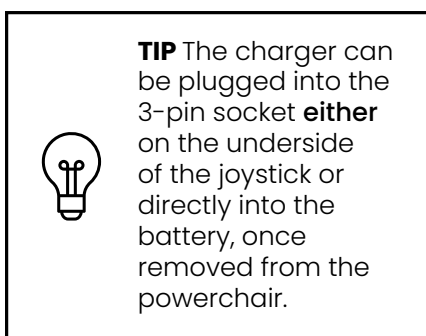 TIP The charger can
be plugged into the
3-pin socket either
on the underside
of the joystick or
directly into the
battery, once
removed from the
powerchair.